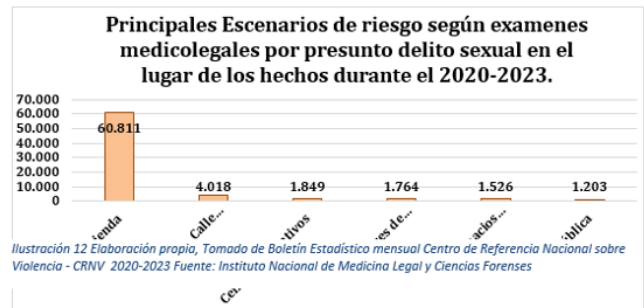 Principales Escenarios de riesgo según examenes
medicolegales por presunto delito sexual en el
lugar de los hechos durante el 2020-2023.
70.000
60.000
50.000
40.000
30.000
20.000
10.000
0
60.811
4.018
1.849
1.764
1.526
1.203
Calle...
Ilustración 12 Elaboración propia, Tomado de Boletín Estadístico mensual Centro de Referencia Nacional sobre
Violencia - CRNV 2020-2023 Fuente: Instituto Nacional de Medicina Legal y Ciencias Forenses